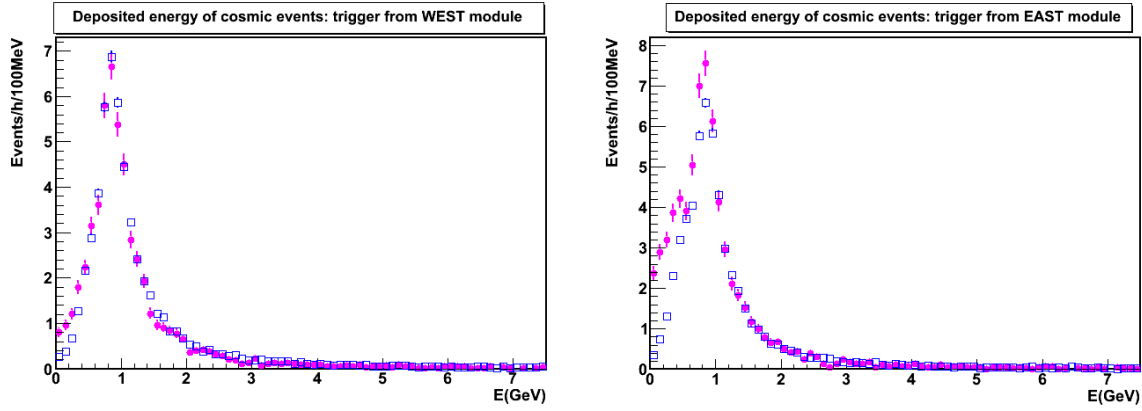 Deposited energy of cosmic events: trigger from WEST module
Events/h/100MeV
7
6
5
4
3
2
1
0
0 1 2 3 4 5 6 7
E(GeV)
Deposited energy of cosmic events: trigger from EAST module
Events/h/100MeV
8
7
6
5
4
3
2
1
0
0 1 2 3 4 5 6 7
E(GeV)